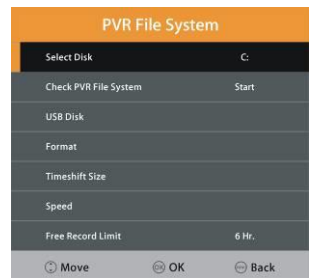 PVR File System
Select Disk C:
Check PVR File System Start
USB Disk
Format
Timeshift Size
Speed
Free Record Limit 6 Hr.
Move OK OK Back